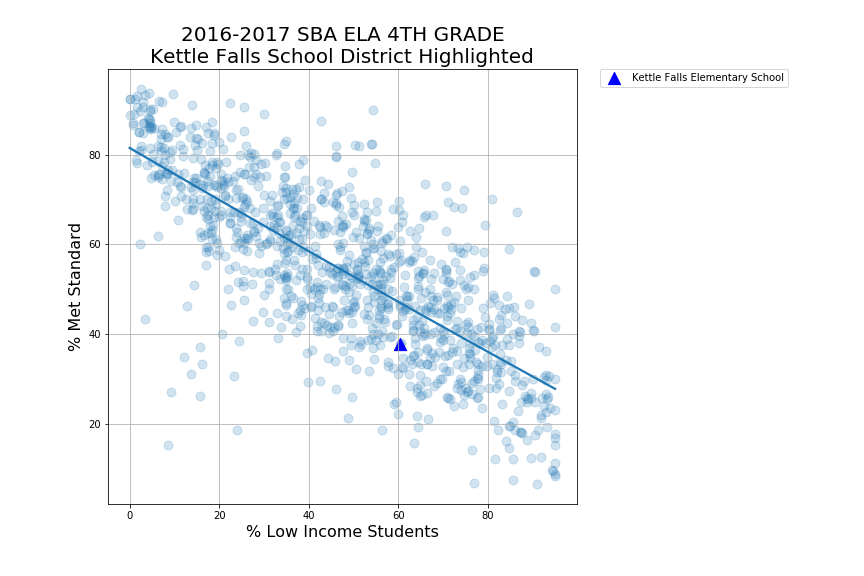 2016-2017 SBA ELA 4TH GRADE
Kettle Falls School District Highlighted
Kettle Falls Elementary School
% Met Standard
80
60
40
20
0 20 40 60 80
% Low Income Students